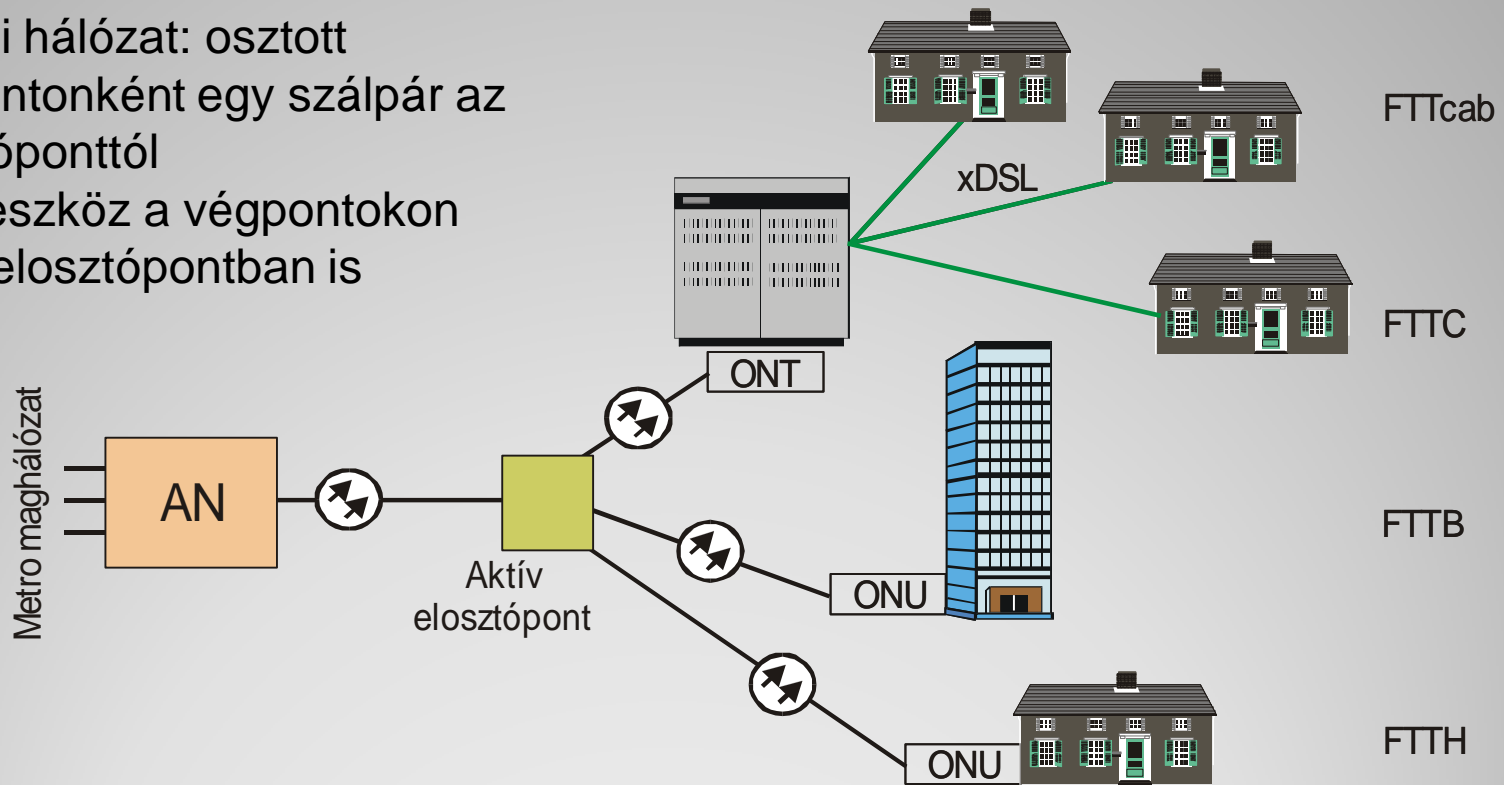 i hálózat: osztott
ntonként egy szálpár az
óponttól
eszköz a végpontokon
elosztópontban is
FTTcab
xDSL
FTTC
ONT
Metro maghálózat
AN
Aktív
elosztópont
FTTB
ONU
FTTH
ONU